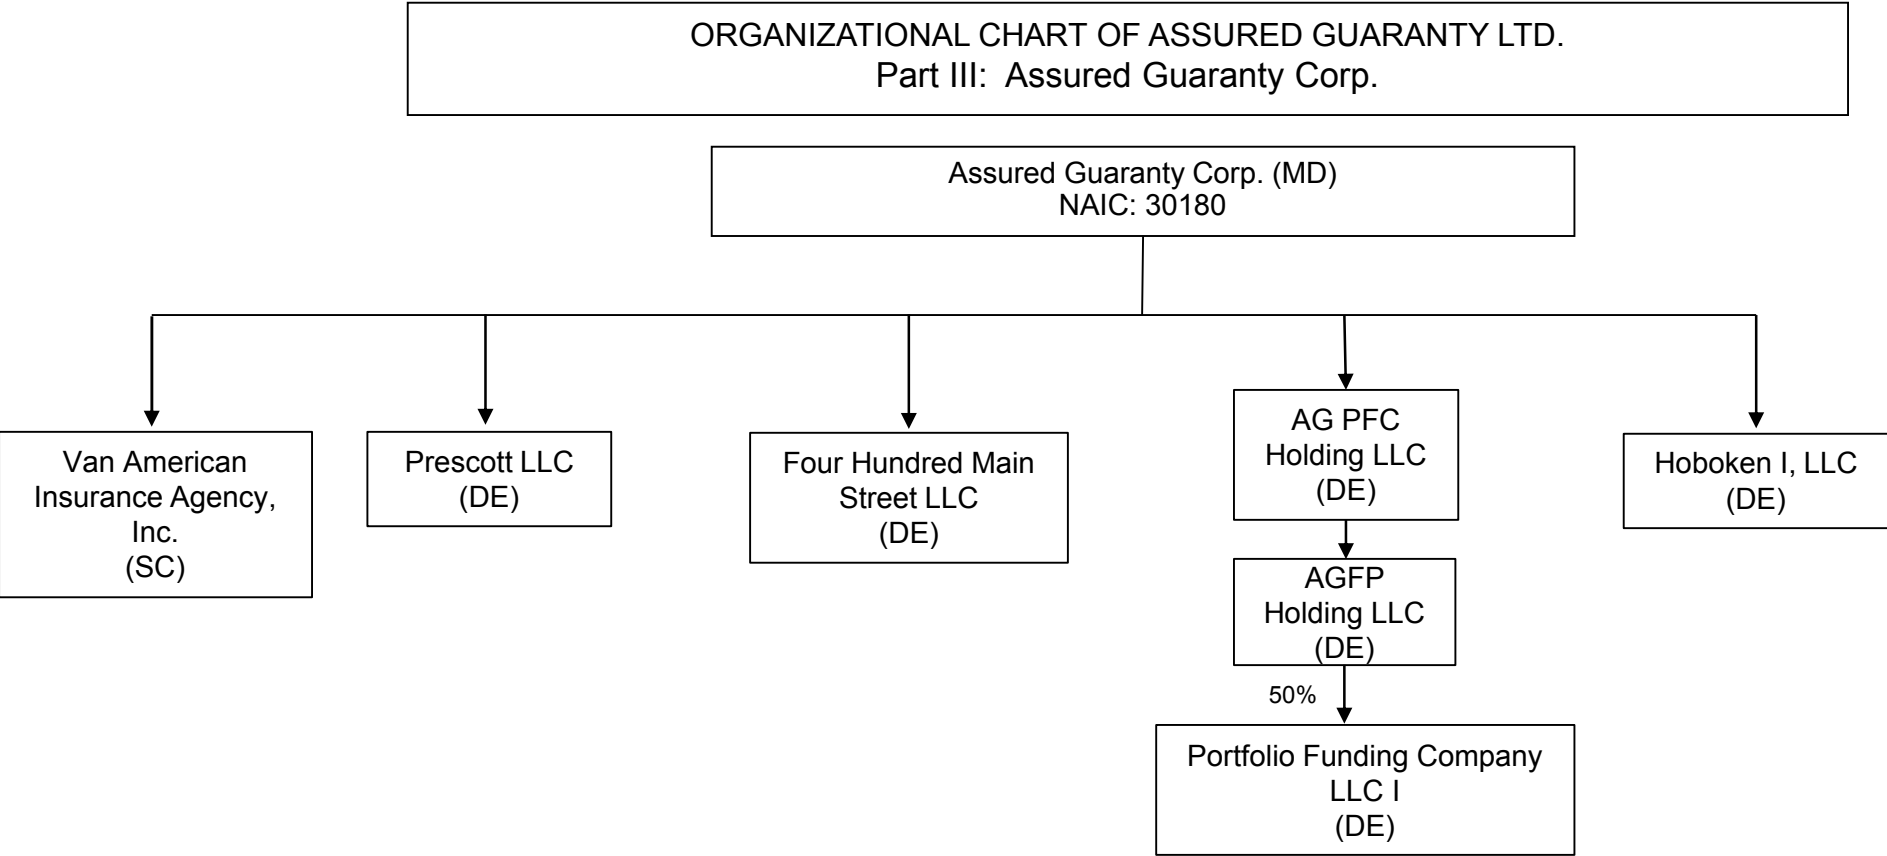 ORGANIZATIONAL CHART OF ASSURED GUARANTY LTD.
Part III:  Assured Guaranty Corp.
Assured Guaranty Corp. (MD)
NAIC: 30180
Van American
Insurance Agency,
Inc.
(SC)
Prescott LLC
(DE)
Four Hundred Main
Street LLC
(DE)
AG PFC
Holding LLC
(DE)
Hoboken I, LLC
(DE)
AGFP
Holding LLC
(DE)
50%
Portfolio Funding Company
LLC I
(DE)